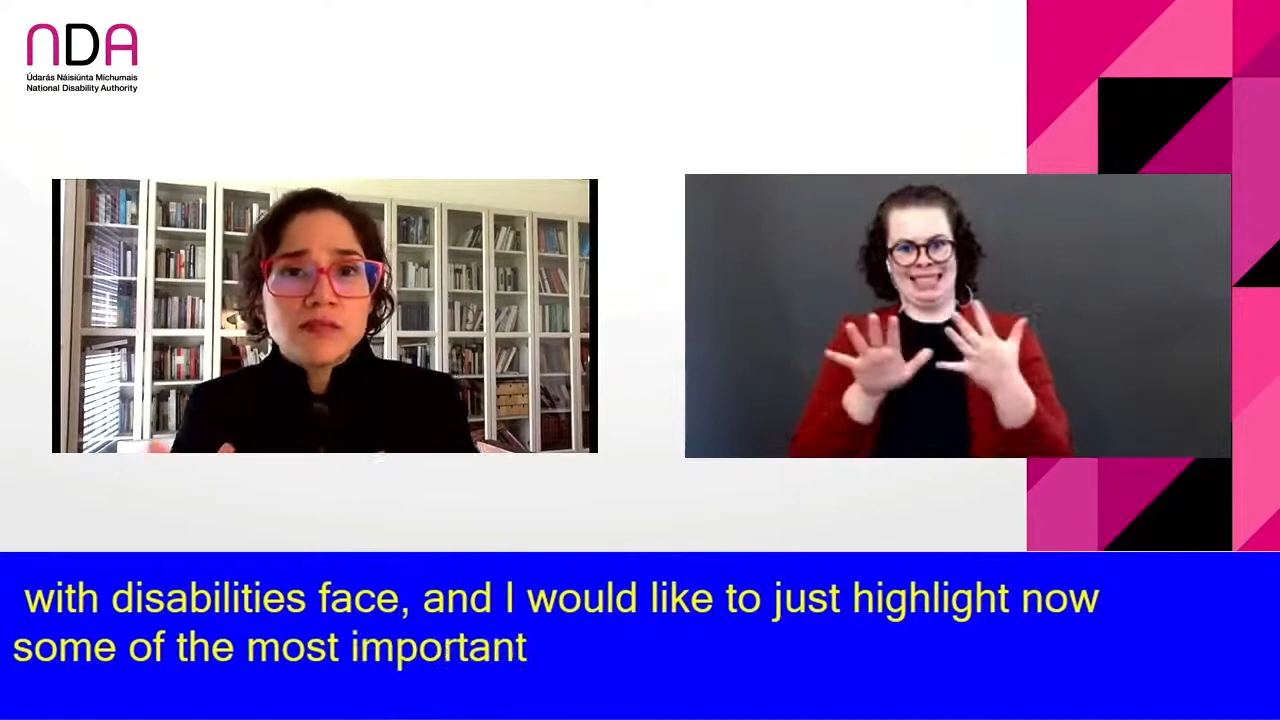 NDA
Údarás Náisiúnta Míchumais
National Disability Authority
with disabilities face, and I would like to just highlight now
some of the most important